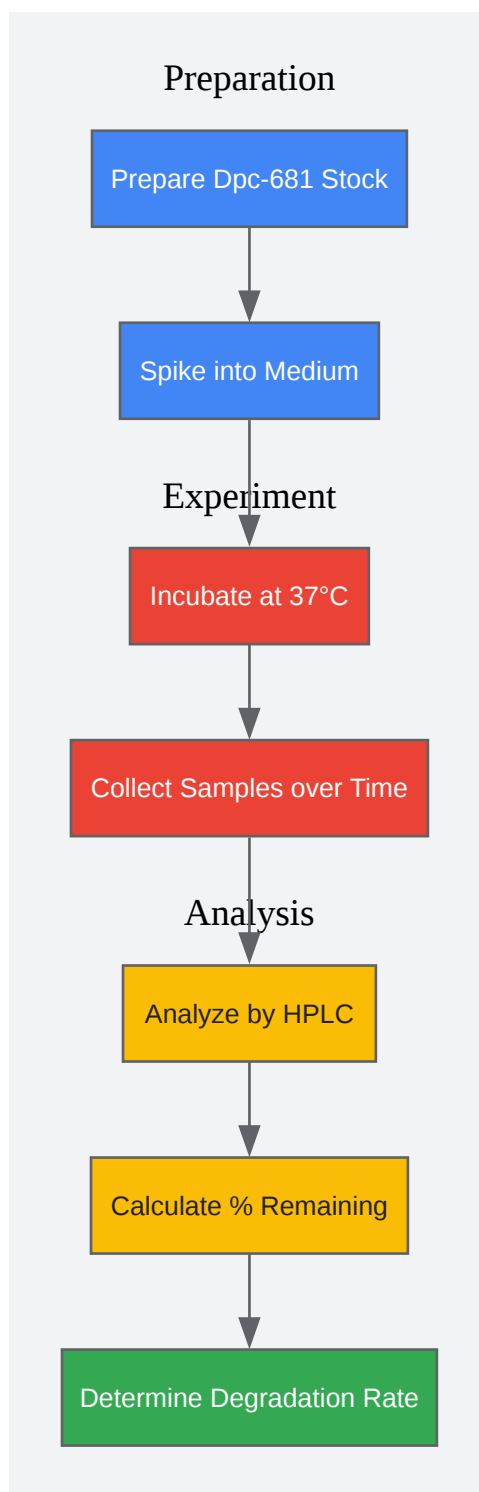 Preparation
Prepare Dpc-681 Stock
Spike into Medium
Experiment
Incubate at 37°C
Collect Samples over Time
Analysis
Analyze by HPLC
Calculate % Remaining
Determine Degradation Rate